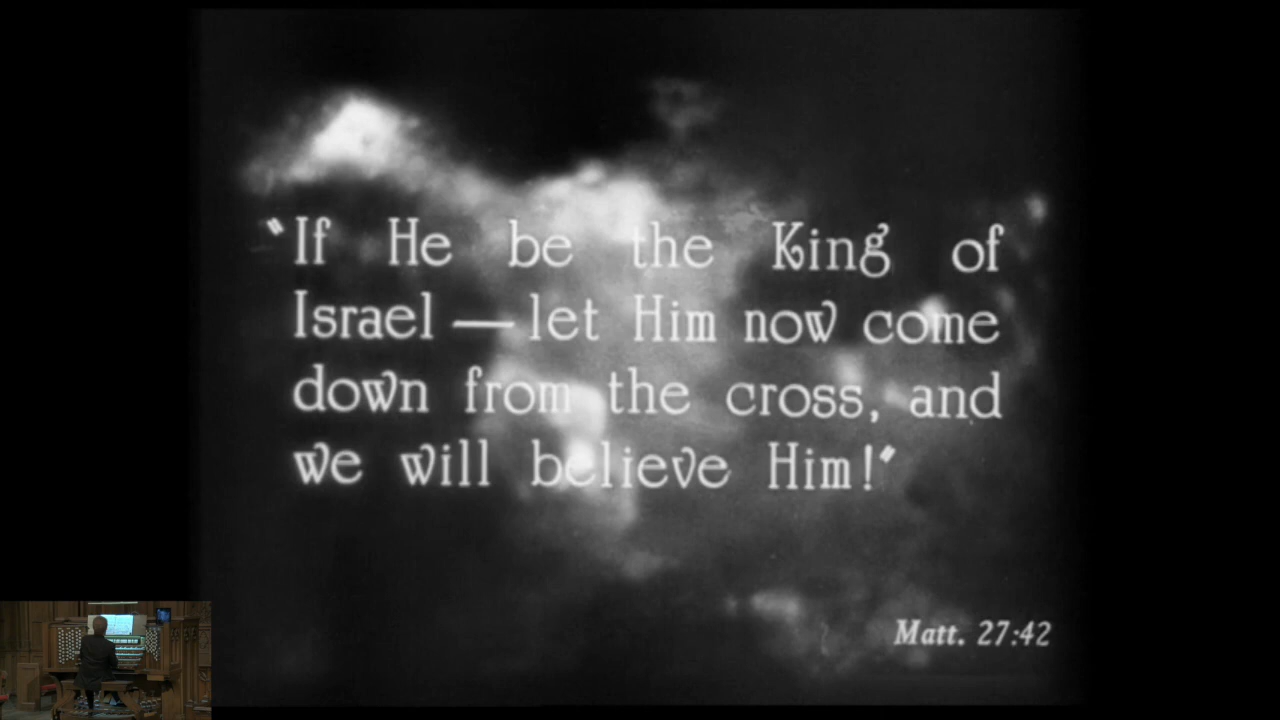 "If He be the King of
Israel — let Him now come
down from the cross, and
we will believe Him!"
Matt. 27:42